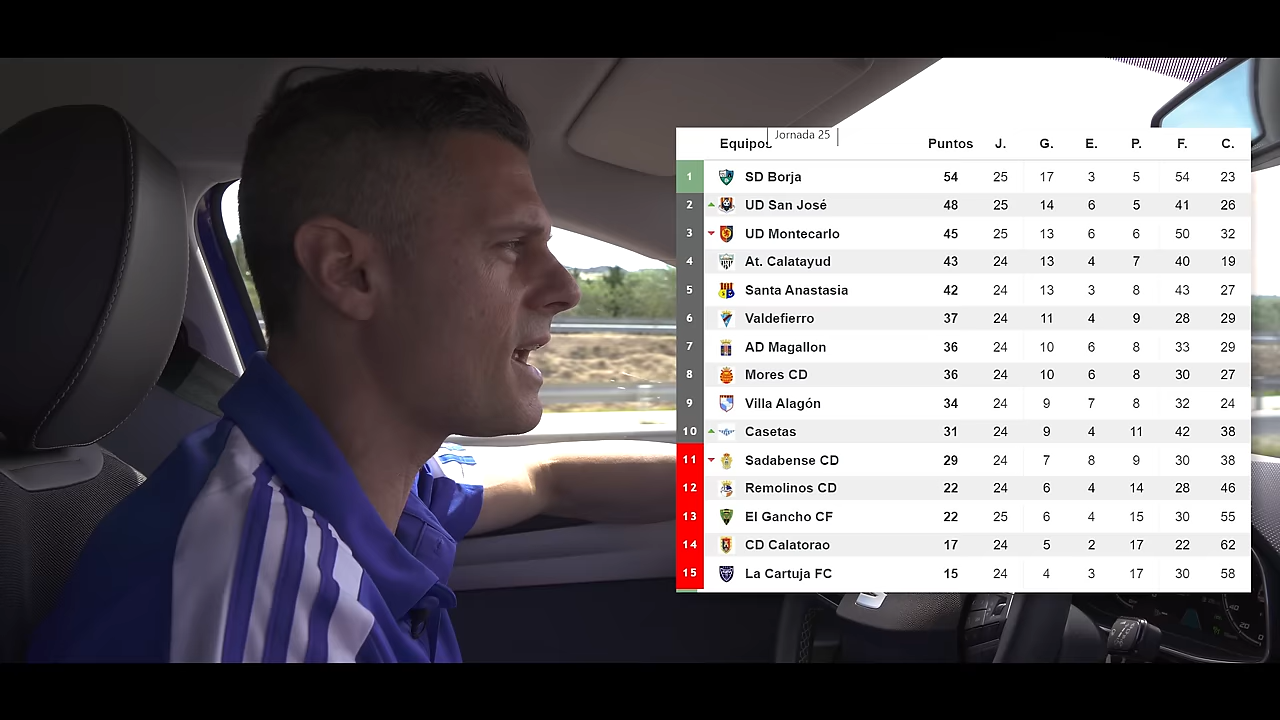 Jornada 25
Equipos Puntos J. G. E. P. F. C.
1 SD Borja 54 25 17 3 5 54 23
2 UD San José 48 25 14 6 5 41 26
3 UD Montecarlo 45 25 13 6 6 50 32
4 At. Calatayud 43 24 13 4 7 40 19
5 Santa Anastasia 42 24 13 3 8 43 27
6 Valdefierro 37 24 11 4 9 28 29
7 AD Magallon 36 24 10 6 8 33 29
8 Mores CD 36 24 10 6 8 30 27
9 Villa Alagón 34 24 9 7 8 32 24
10 Casetas 31 24 9 4 11 42 38
11 Sadabense CD 29 24 7 8 9 30 38
12 Remolinos CD 22 24 6 4 14 28 46
13 El Gancho CF 22 25 6 4 15 30 55
14 CD Calatorao 17 24 5 2 17 22 62
15 La Cartuja FC 15 24 4 3 17 30 58